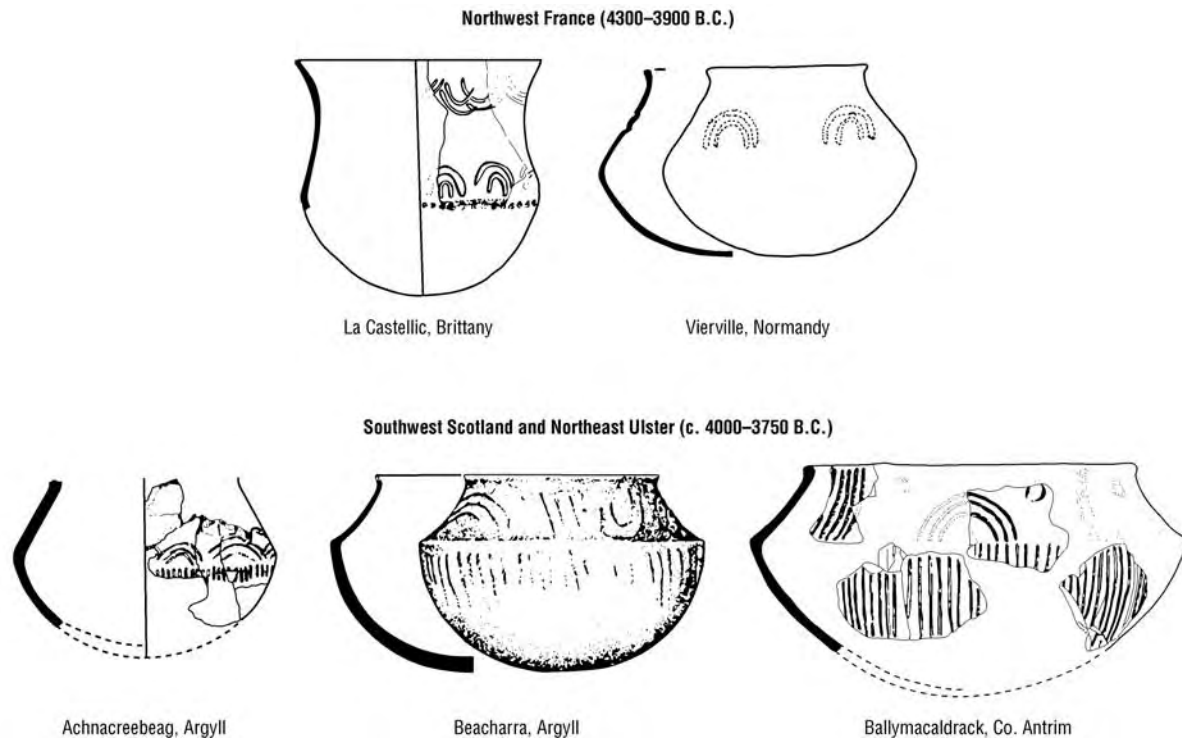 Northwest France (4300–3900 B.C.)
La Castellic, Brittany
Vierville, Normandy
Southwest Scotland and Northeast Ulster (c. 4000–3750 B.C.)
Achnacreebeag, Argyll
Beacharra, Argyll
Ballymacaldrack, Co. Antrim